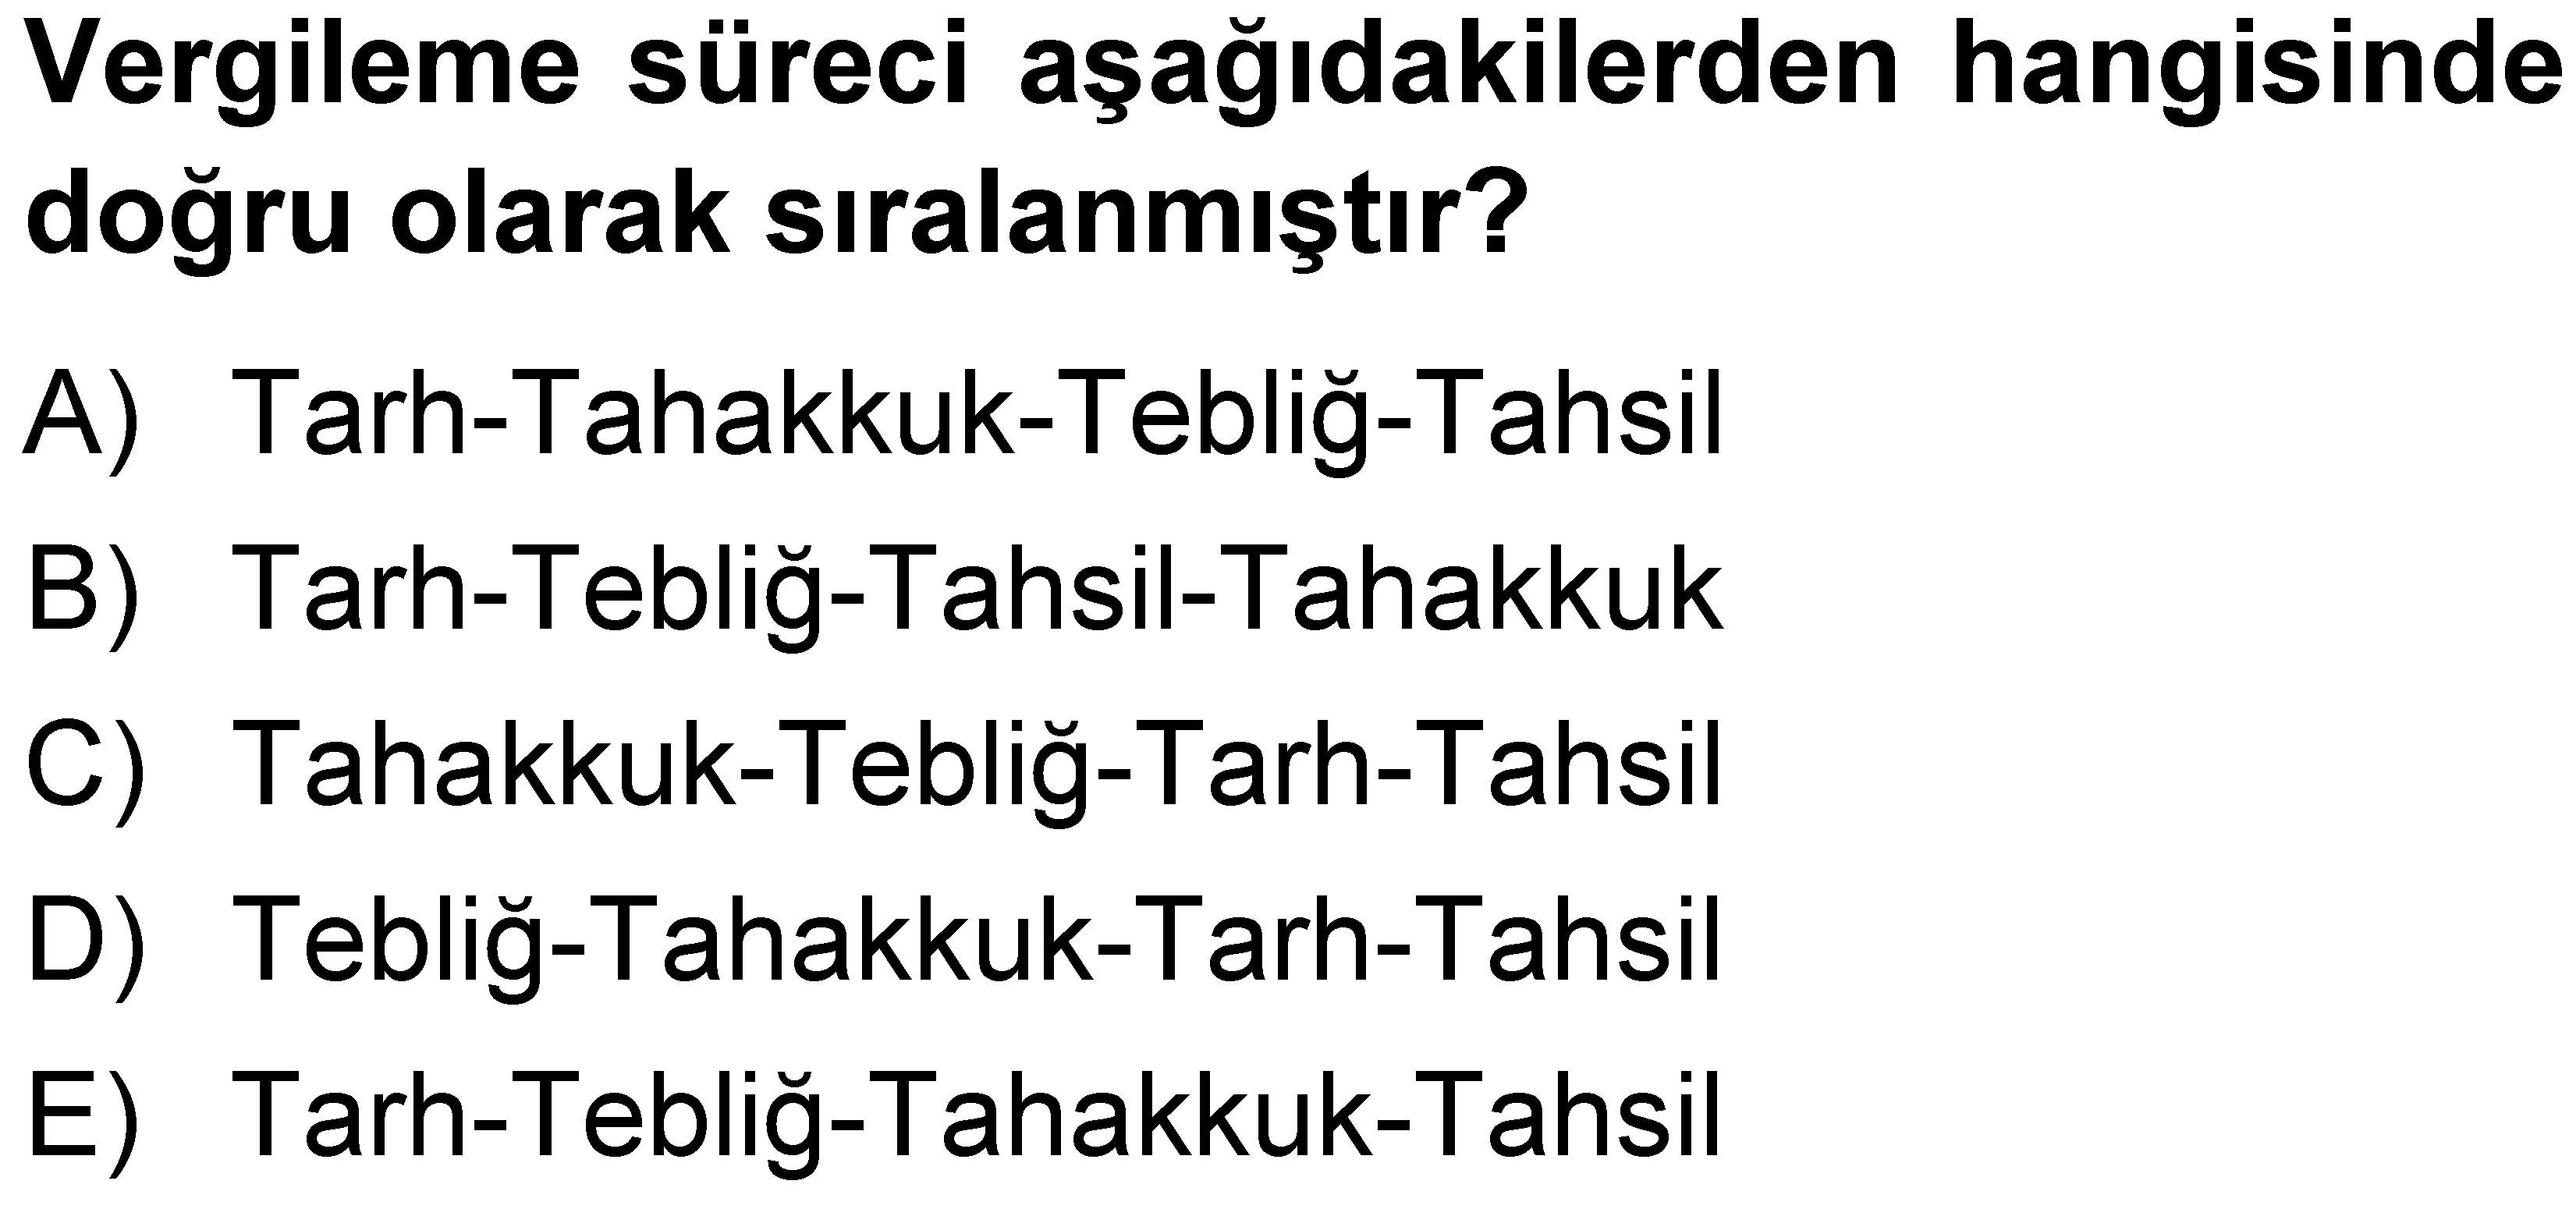 Vergileme süreci aşağıdakilerden hangisinde
doğru olarak sıralanmıştır?
A) Tarh-Tahakkuk-Tebliğ-Tahsil
B) Tarh-Tebliğ-Tahsil-Tahakkuk
C) Tahakkuk-Tebliğ-Tarh-Tahsil
D) Tebliğ-Tahakkuk-Tarh-Tahsil
E) Tarh-Tebliğ-Tahakkuk-Tahsil